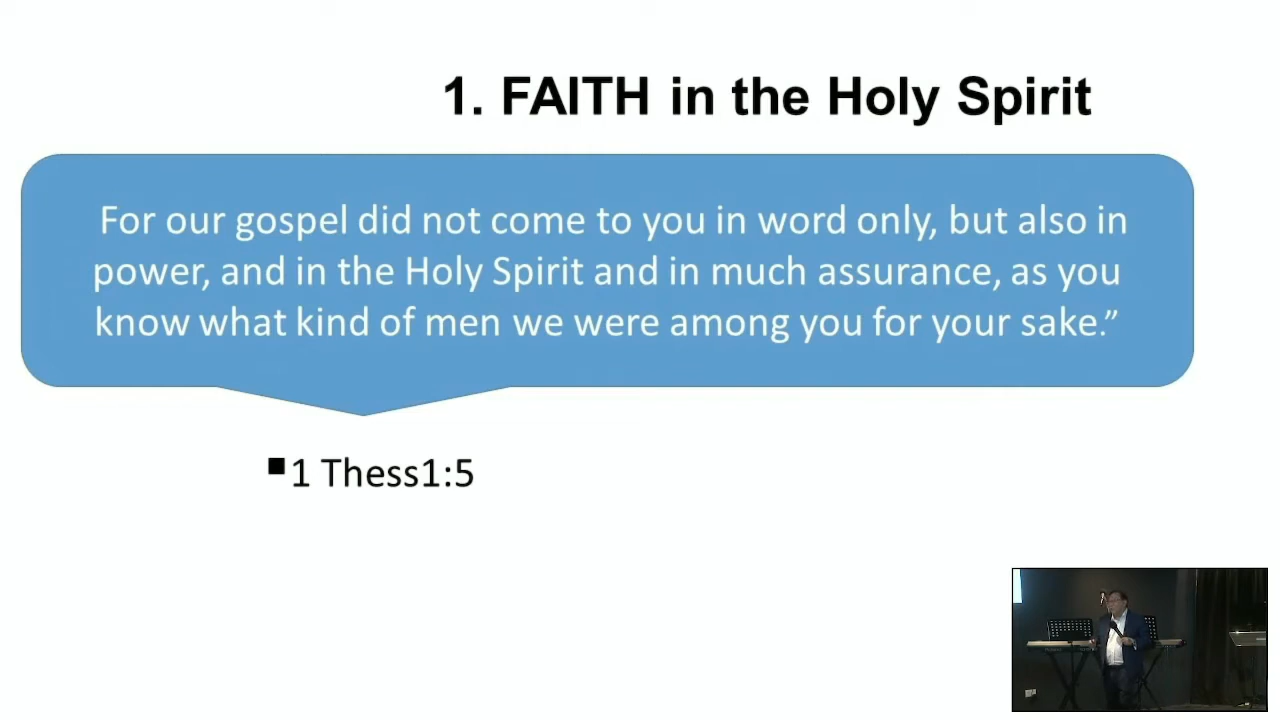 1. FAITH in the Holy Spirit
For our gospel did not come to you in word only, but also in
power, and in the Holy Spirit and in much assurance, as you
know what kind of men we were among you for your sake.”
1 Thess1:5